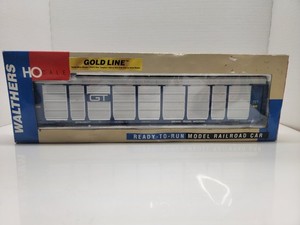 WALTHERS
HO
GOLD LINE
GT
READY-TO-RUN MODEL RAILROAD CAR